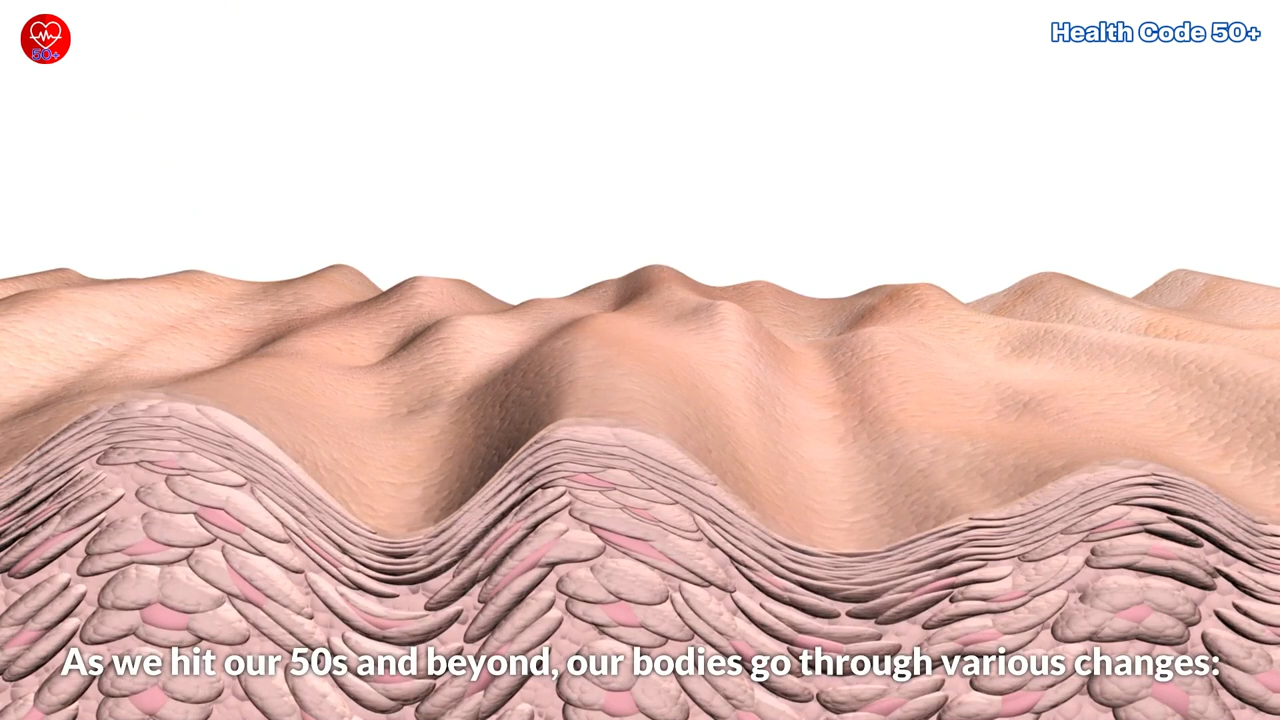 50+
Health Code 50+
As we hit our 50s and beyond, our bodies go through various changes: